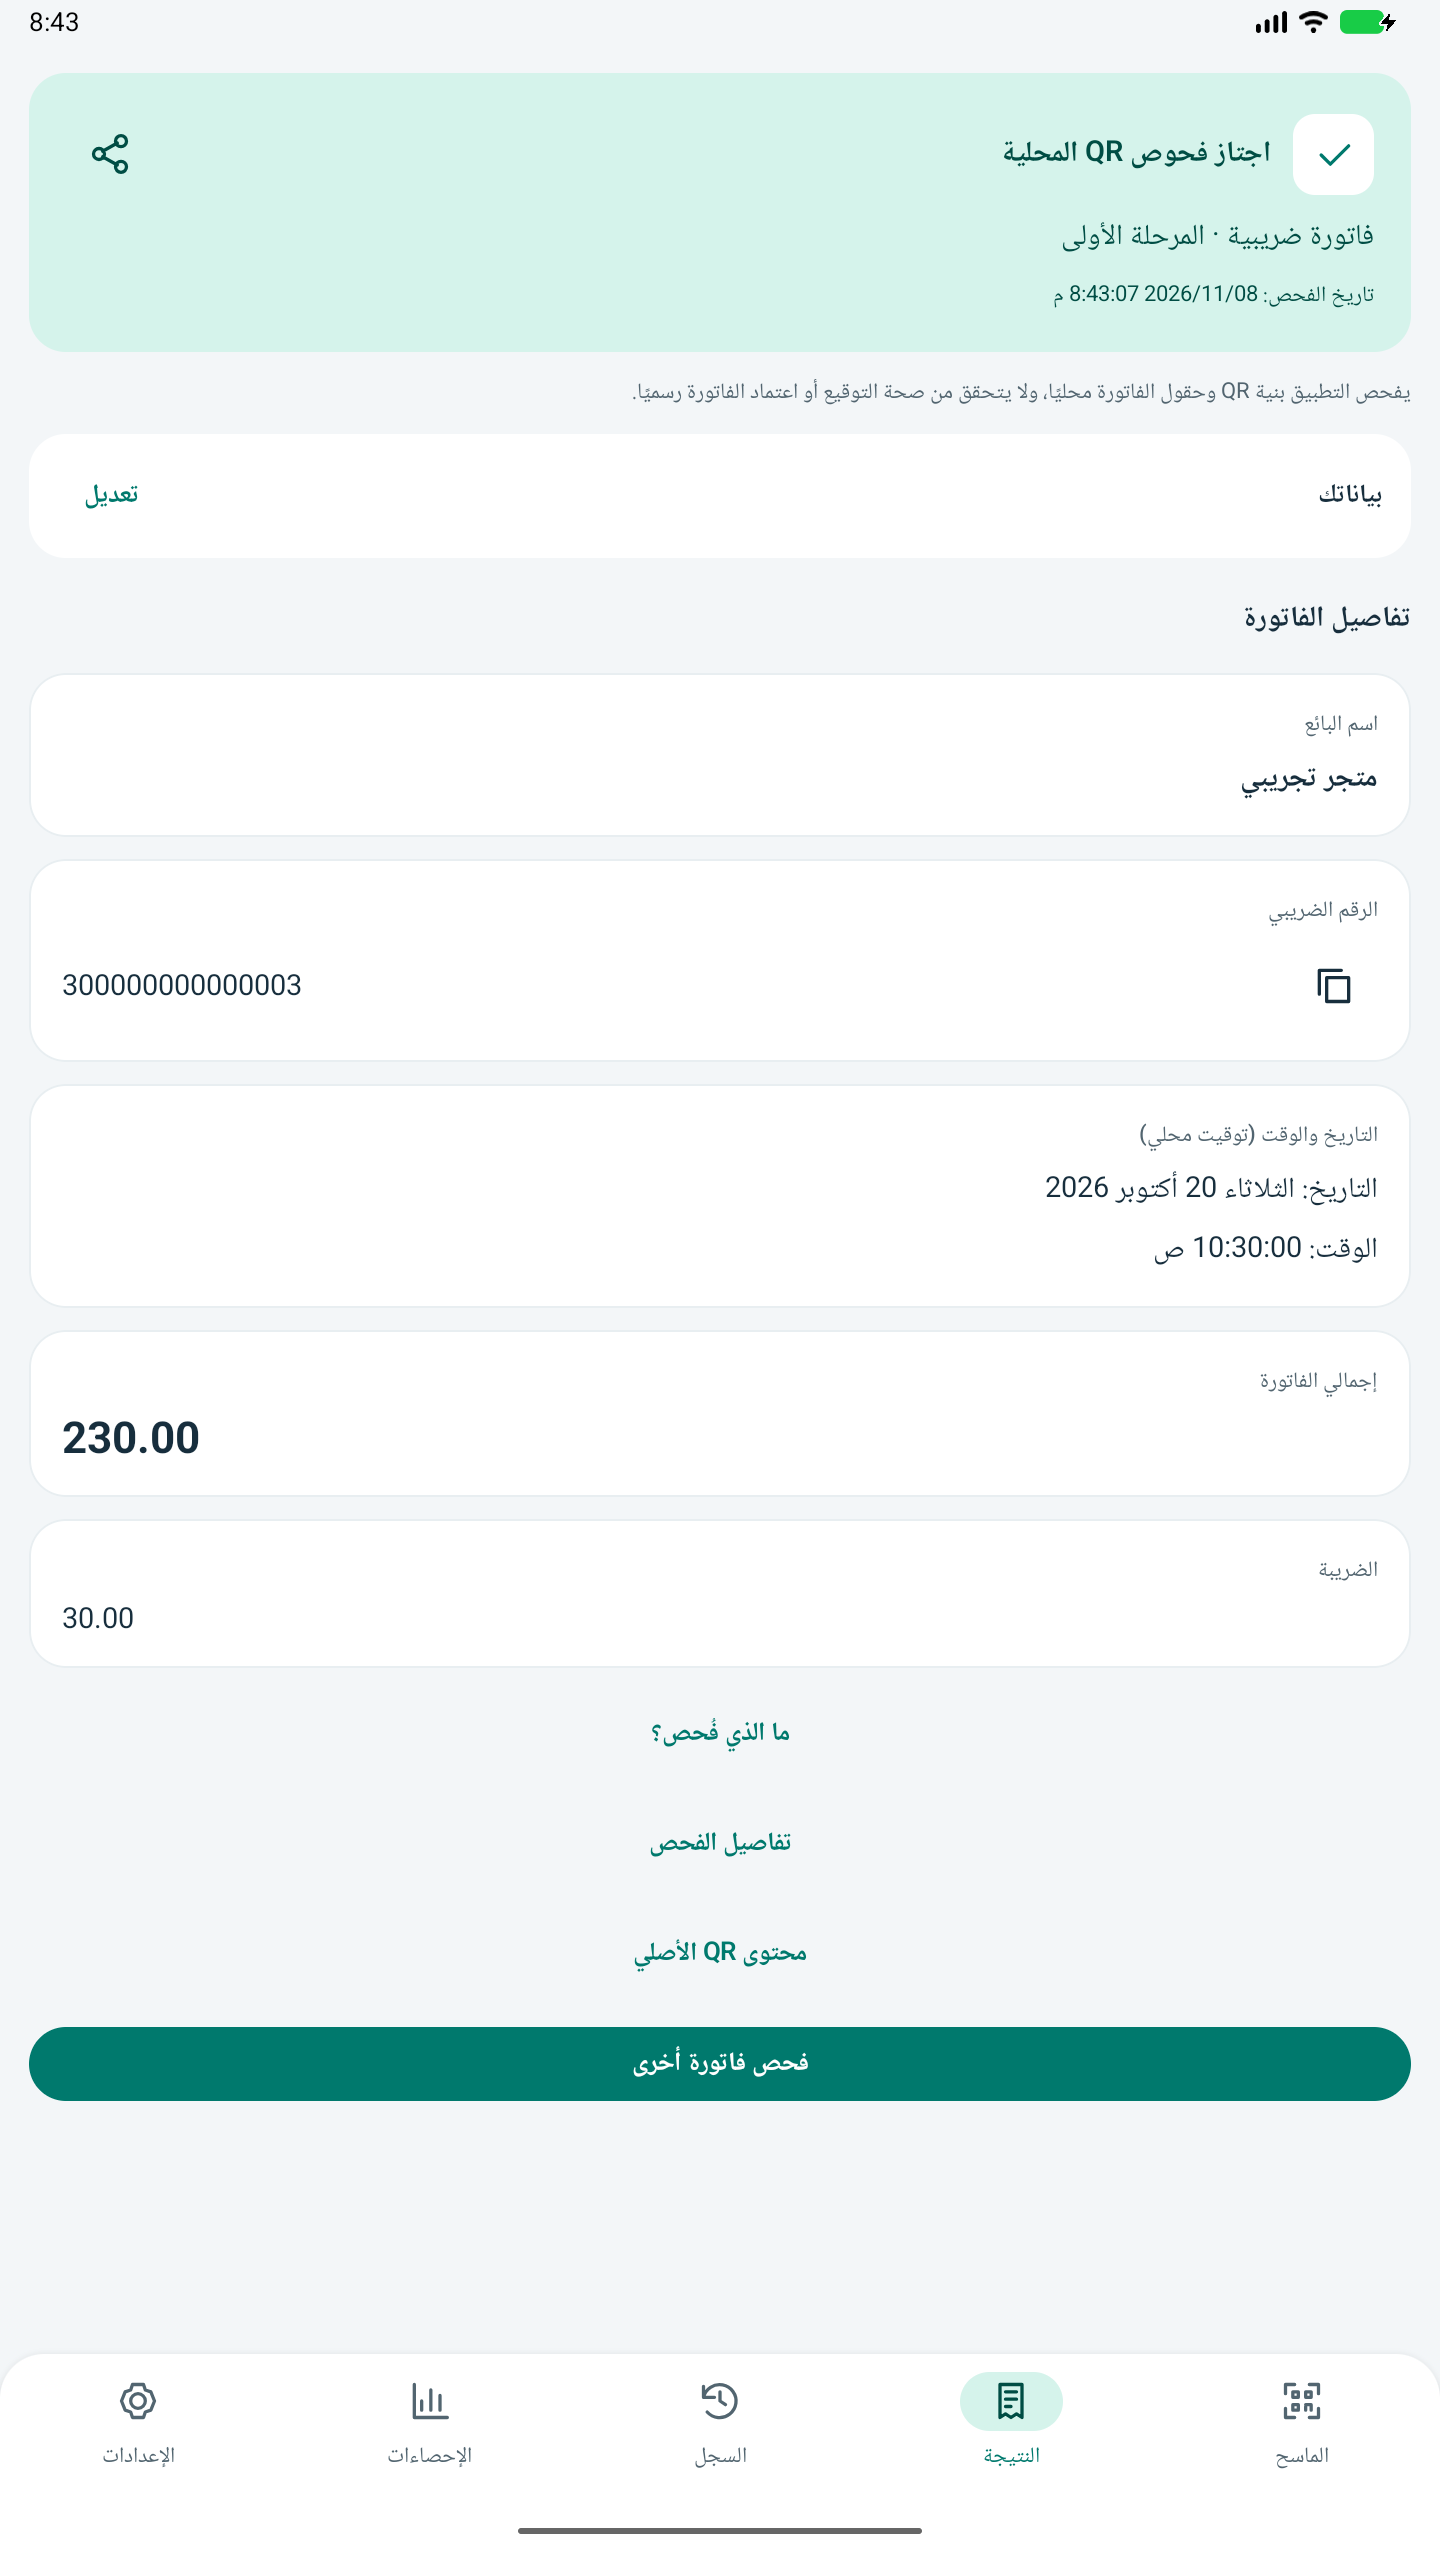 8:43
اجتاز فحوص QR المحلية
فاتورة ضريبية · المرحلة الأولى
تاريخ الفحص: 2026/11/08 8:43:07 م
يفحص التطبيق بنية QR وحقول الفاتورة محليًا، ولا يتحقق من صحة التوقيع أو اعتماد الفاتورة رسميًا.
بياناتك
تعديل
تفاصيل الفاتورة
اسم البائع
متجر تجريبي
الرقم الضريبي
300000000000003
التاريخ والوقت (توقيت محلي)
التاريخ: الثلاثاء 20 أكتوبر 2026
الوقت: 10:30:00 ص
إجمالي الفاتورة
230.00
الضريبة
30.00
ما الذي فُحص؟
تفاصيل الفحص
محتوى QR الأصلي
فحص فاتورة أخرى
الماسح
النتيجة
السجل
الإحصاءات
الإعدادات